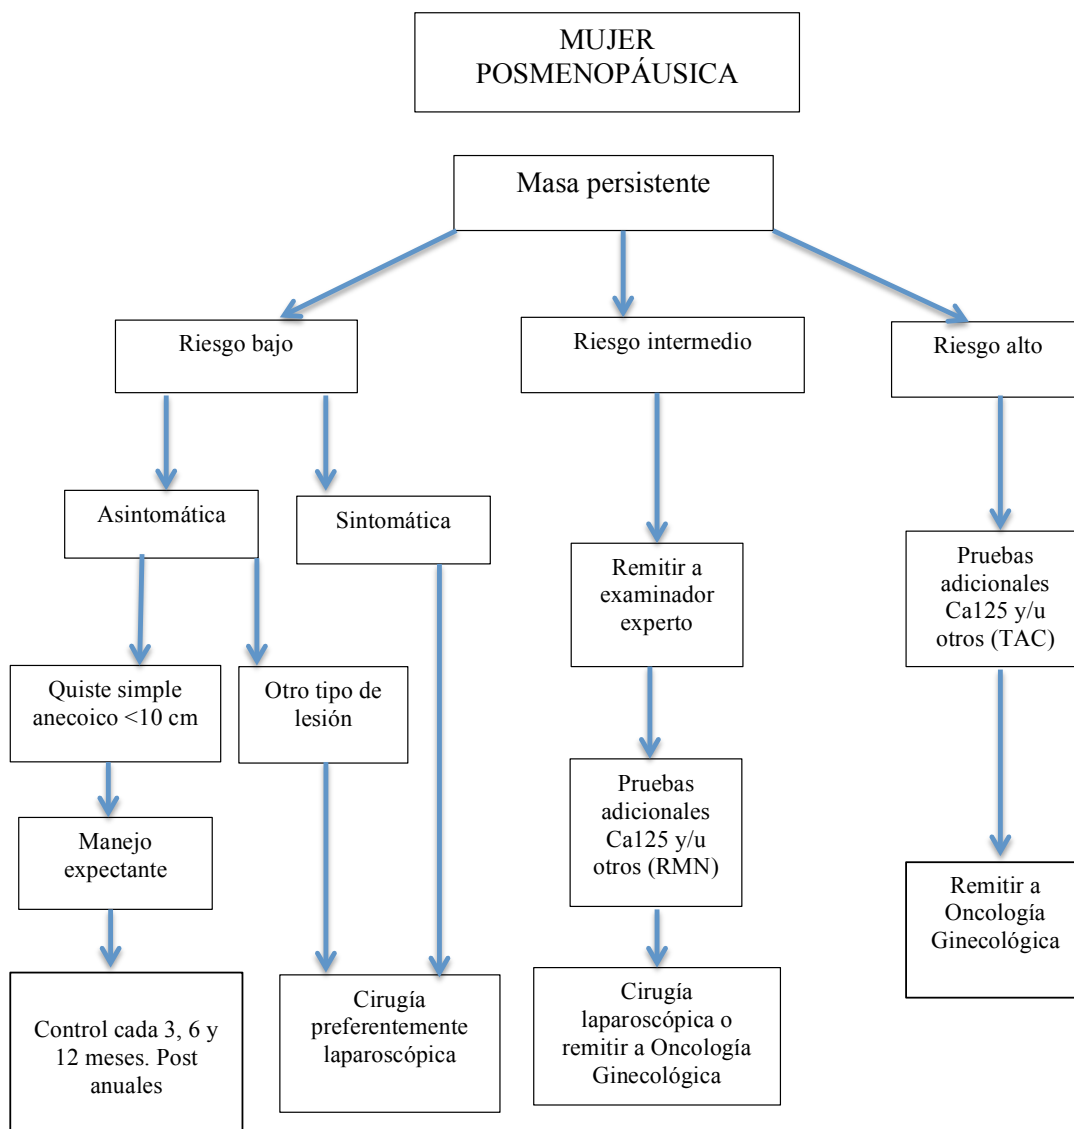 MUJER
POSMENOPÁUSICA
Masa persistente
Riesgo bajo
Riesgo intermedio
Riesgo alto
Asintomática
Sintomática
Remitir a
examinador
experto
Pruebas
adicionales
Ca125 y/u
otros (TAC)
Quiste simple
anecoico <10 cm
Otro tipo de
lesión
Pruebas
adicionales
Ca125 y/u
otros (RMN)
Manejo
expectante
Remitir a
Oncología
Ginecológica
Control cada 3, 6 y
12 meses. Post
anuales
Cirugía
preferentemente
laparoscópica
Cirugía
laparoscópica o
remitir a Oncología
Ginecológica